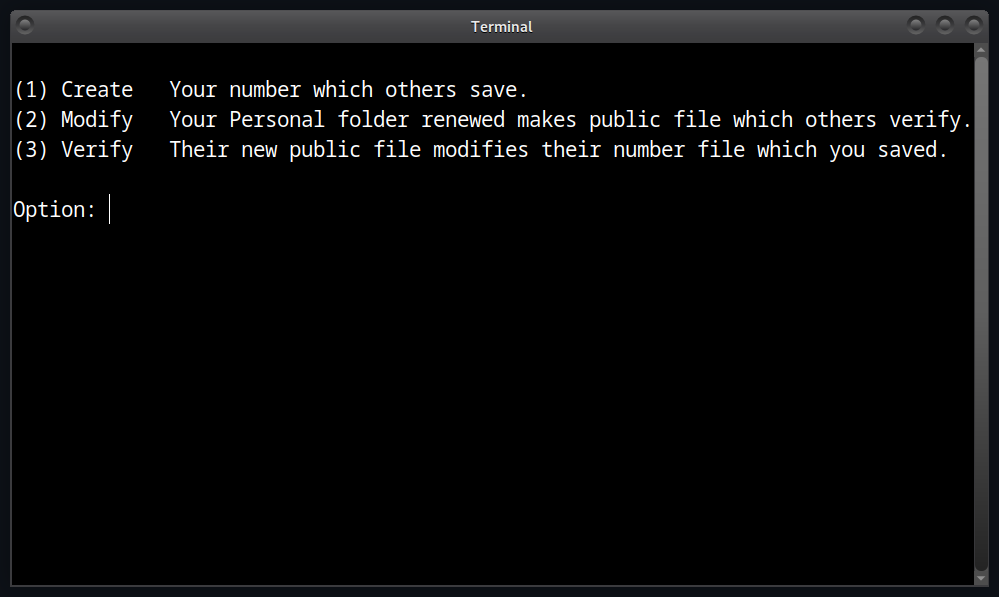 Terminal
(1) Create   Your number which others save.
(2) Modify   Your Personal folder renewed makes public file which others verify.
(3) Verify   Their new public file modifies their number file which you saved.
Option: